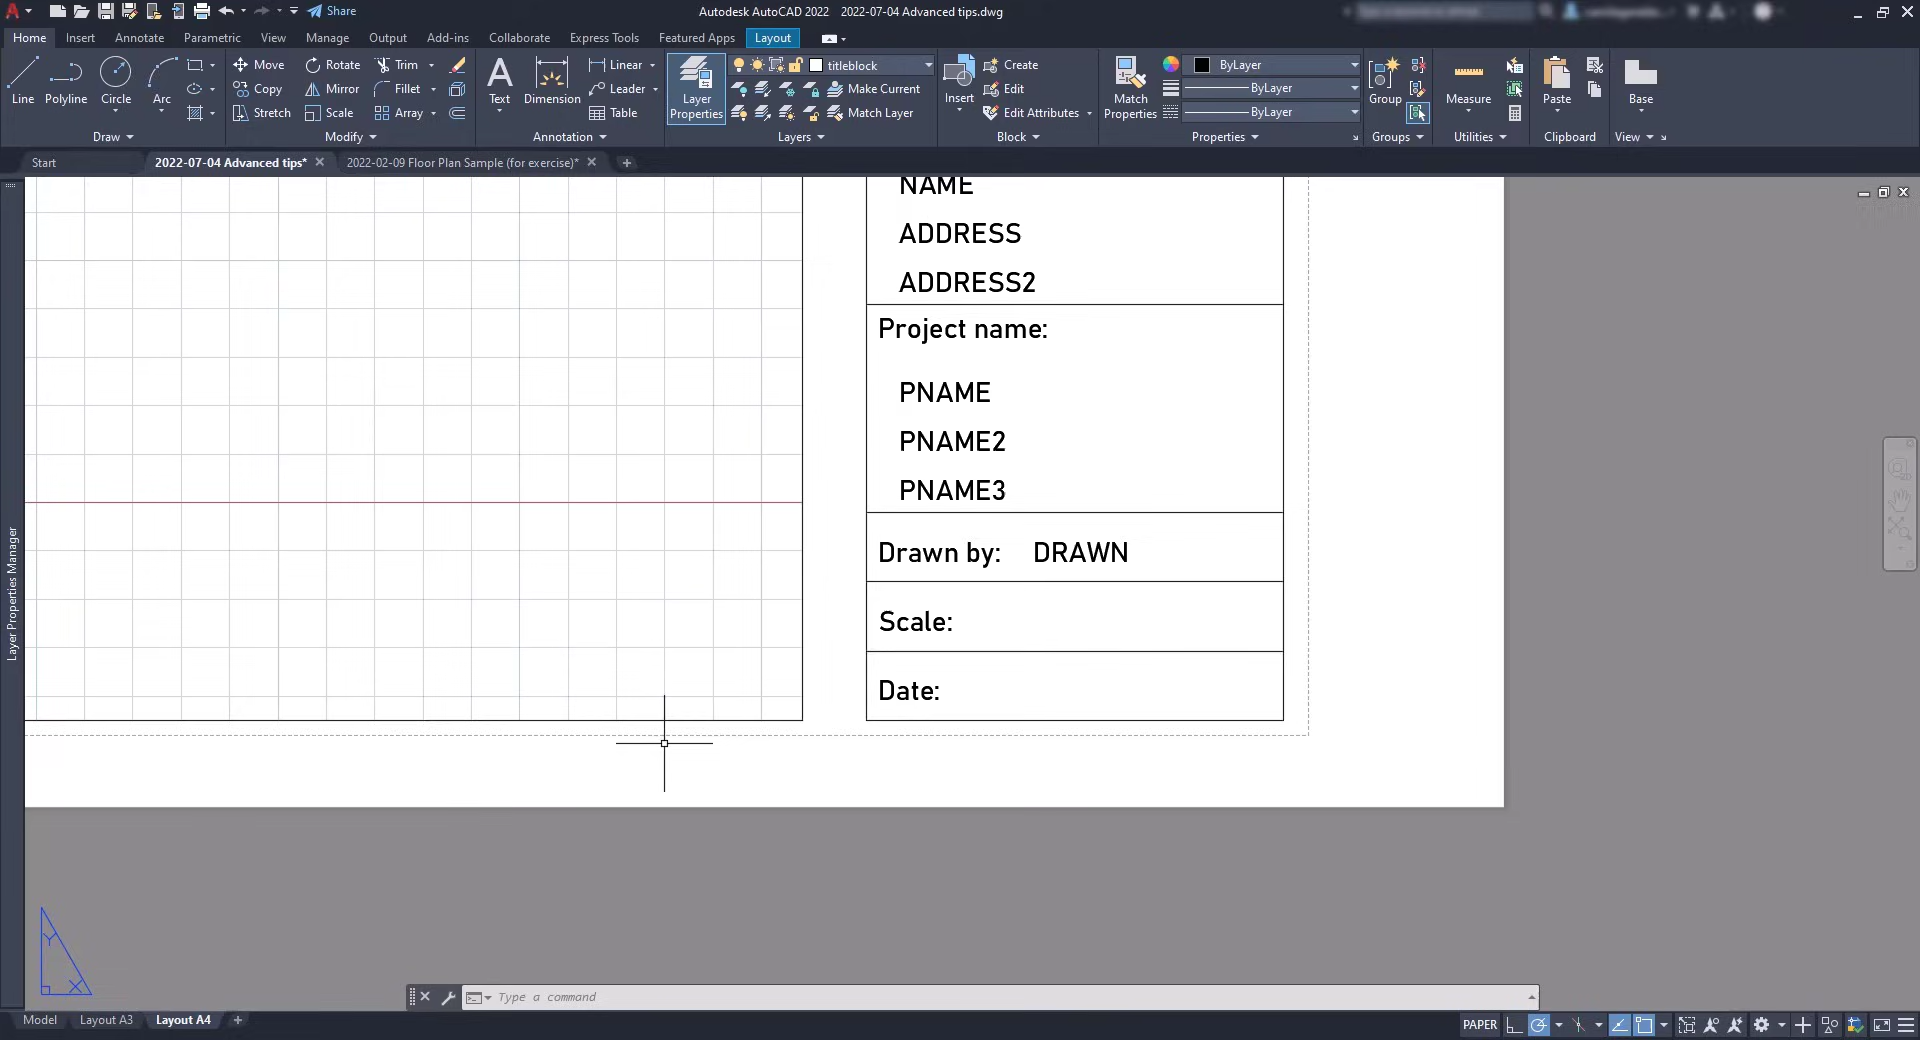 Share
Autodesk AutoCAD 2022 2022-07-04 Advanced tips.dwg
Home Insert Annotate Parametric View Manage Output Add-ins Collaborate Express Tools Featured Apps Layout
Line Polyline Circle Arc
Move Rotate Trim
Copy Mirror Fillet
Stretch Scale Array
Text Dimension
Linear
Leader
Table
Layer Properties
titleblock
Make Current
Match Layer
Insert
Create
Edit
Edit Attributes
Match Properties
ByLayer
ByLayer
ByLayer
Group Measure Paste Base
Draw Modify Annotation Layers Block Properties Groups Utilities Clipboard View
Start 2022-07-04 Advanced tips* 2022-02-09 Floor Plan Sample (for exercise)*
NAME
ADDRESS
ADDRESS2
Project name:
PNAME
PNAME2
PNAME3
Drawn by: DRAWN
Scale:
Date:
Layer Properties Manager
Y
X
Type a command
Model Layout A3 Layout A4
PAPER